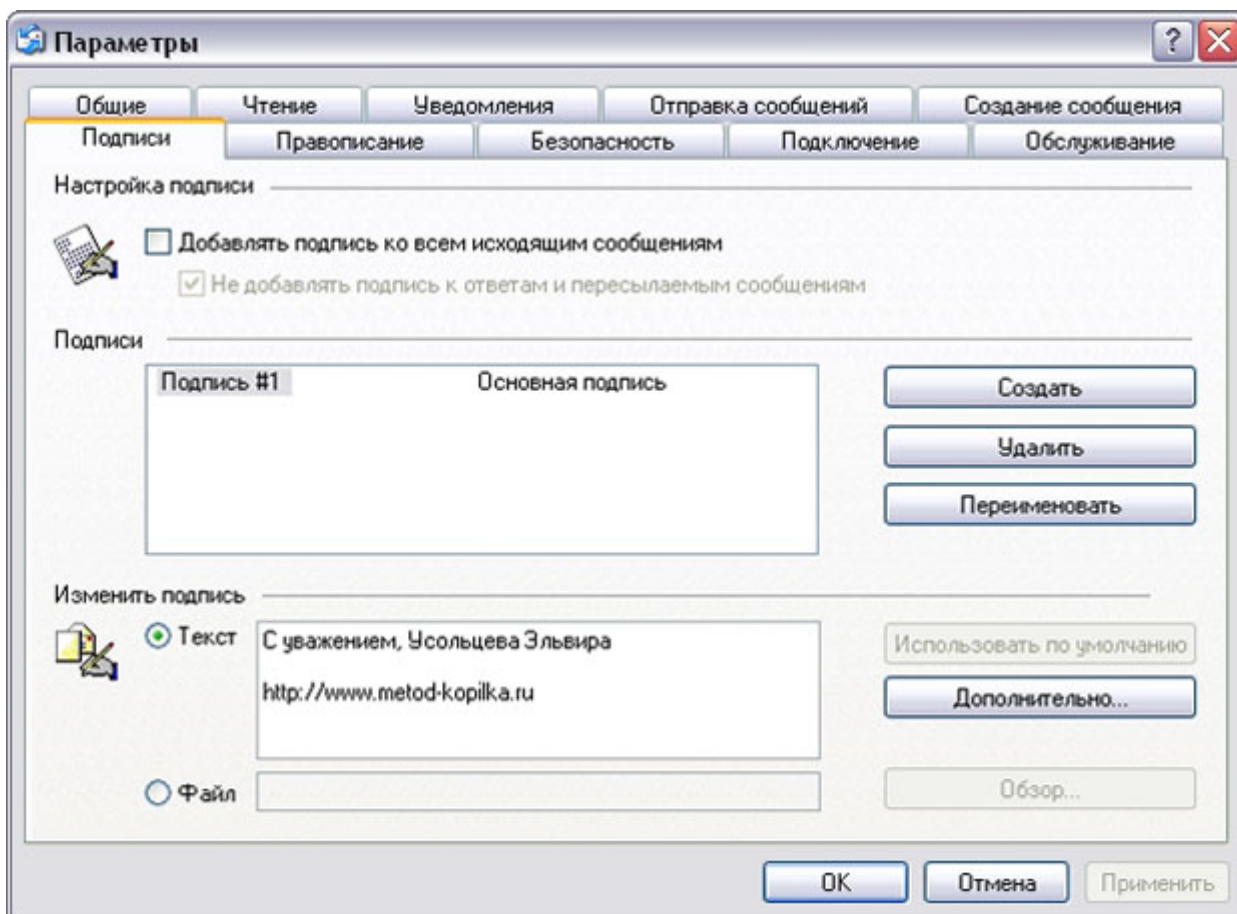 Параметры
Общие Чтение Уведомления Отправка сообщений Создание сообщения
Подписи Правописание Безопасность Подключение Обслуживание
Настройка подписи
Добавлять подпись ко всем исходящим сообщениям
Не добавлять подпись к ответам и пересылаемым сообщениям
Подписи
Подпись #1 Основная подпись
Создать
Удалить
Переименовать
Изменить подпись
Текст
С уважением, Усольцева Эльвира
http://www.metod-kopilka.ru
Использовать по умолчанию
Дополнительно...
Файл
Обзор...
OK Отмена Применить